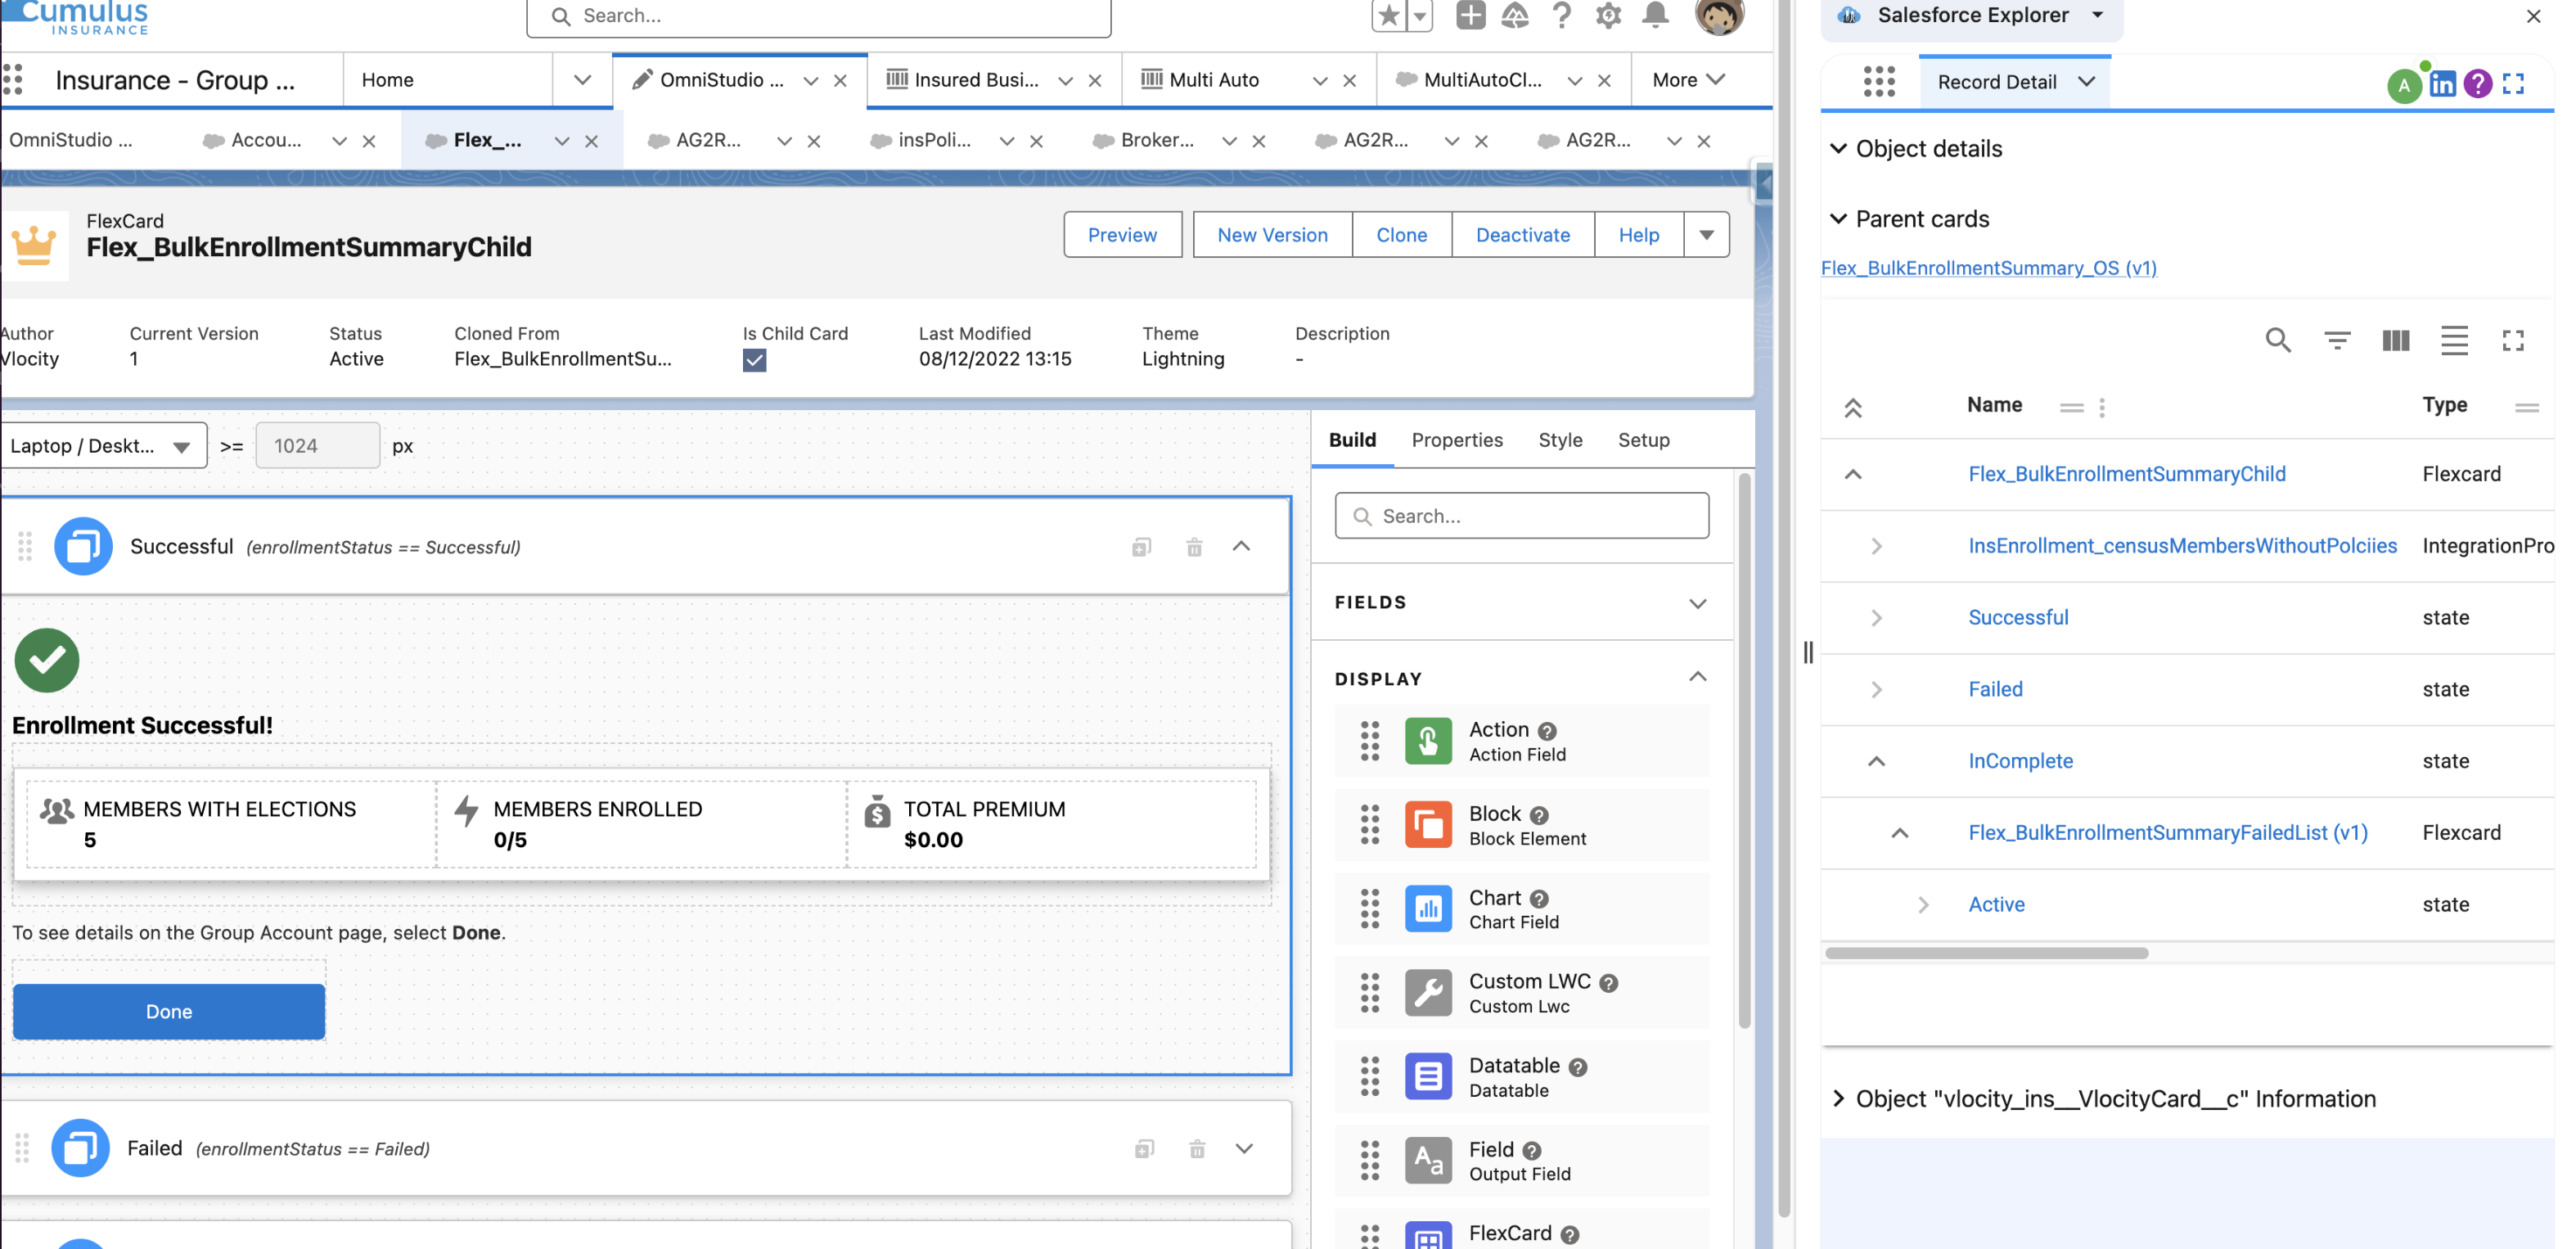 Cumulus
INSURANCE
Search...
Salesforce Explorer
Insurance - Group ...
Home
OmniStudio ...
Insured Busi...
Multi Auto
MultiAutoCl...
More
Record Detail
A
in
?
OmniStudio ...
Accou...
Flex_...
AG2R...
insPoli...
Broker...
AG2R...
AG2R...
Object details
FlexCard
Flex_BulkEnrollmentSummaryChild
Preview
New Version
Clone
Deactivate
Help
Parent cards
Flex_BulkEnrollmentSummary_OS (v1)
Author
Vlocity
Current Version
1
Status
Active
Cloned From
Flex_BulkEnrollmentSu...
Is Child Card
Last Modified
08/12/2022 13:15
Theme
Lightning
Description
-
Laptop / Deskt...
>=
1024
px
Successful (enrollmentStatus == Successful)
Enrollment Successful!
MEMBERS WITH ELECTIONS
5
MEMBERS ENROLLED
0/5
TOTAL PREMIUM
$0.00
To see details on the Group Account page, select Done.
Done
Failed (enrollmentStatus == Failed)
Build
Properties
Style
Setup
Search...
FIELDS
DISPLAY
Action ?
Action Field
Block ?
Block Element
Chart ?
Chart Field
Custom LWC ?
Custom Lwc
Datatable ?
Datatable
Aa
Field ?
Output Field
FlexCard ?
Name
Type
Flex_BulkEnrollmentSummaryChild
Flexcard
InsEnrollment_censusMembersWithoutPolciies
IntegrationPro
Successful
state
Failed
state
InComplete
state
Flex_BulkEnrollmentSummaryFailedList (v1)
Flexcard
Active
state
Object "vlocity_ins__VlocityCard__c" Information